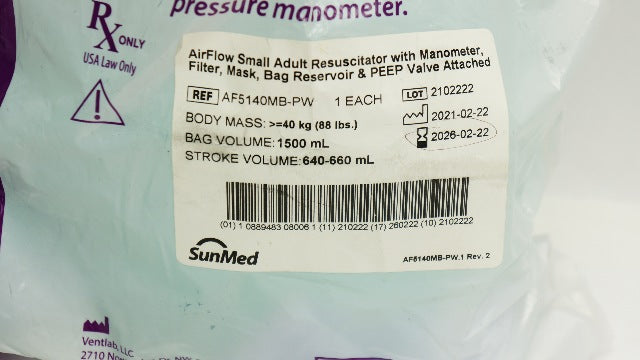 pressure manometer.
Rx ONLY
USA Law Only
AirFlow Small Adult Resuscitator with Manometer,
Filter, Mask, Bag Reservoir & PEEP Valve Attached
REF AF5140MB-PW 1 EACH LOT 2102222
2021-02-22
BODY MASS: >=40 kg (88 lbs.)
2026-02-22
BAG VOLUME: 1500 mL
STROKE VOLUME: 640-660 mL
(01) 1 0889483 08006 1 (11) 210222 (17) 260222 (10) 2102222
SunMed
AF5140MB-PW.1 Rev. 2
Ventlab, LLC
2710